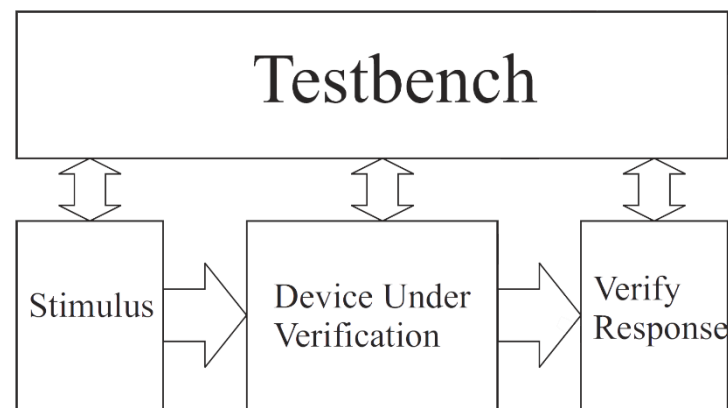 Testbench
Stimulus
Device Under
Verification
Verify
Response